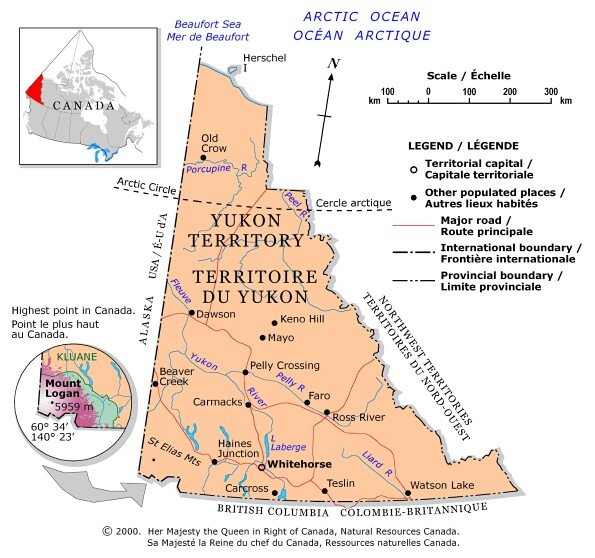 ARCTIC OCEAN
OCÉAN ARCTIQUE
Beaufort Sea
Mer de Beaufort
Herschel
I
N
CANADA
Scale / Échelle
km
100
0
100
200
300
km
LEGEND / LÉGENDE
Territorial capital /
Capitale territoriale
Other populated places /
Autres lieux habités
Major road /
Route principale
International boundary /
Frontière internationale
Provincial boundary /
Limite provinciale
Old
Crow
Porcupine R
Arctic Circle
Peel R
Cercle arctique
YUKON
TERRITORY
TERRITOIRE
DU YUKON
ALASKA USA / É-U d'A
Fleuve
Dawson
Keno Hill
Mayo
NORTHWEST TERRITORIES
TERRITOIRES DU NORD-OUEST
Highest point in Canada.
Point le plus haut
au Canada.
KLUANE
Mount
Logan
5959 m
60° 34'
140° 23'
Beaver
Creek
Yukon
River
Pelly Crossing
Pelly R
Carmacks
Faro
Ross River
St Elias Mts
Haines
Junction
L
Laberge
Whitehorse
Liard R
Carcross
Teslin
Watson Lake
BRITISH COLUMBIA COLOMBIE-BRITANNIQUE
© 2000. Her Majesty the Queen in Right of Canada, Natural Resources Canada.
Sa Majesté la Reine du chef du Canada, Ressources naturelles Canada.